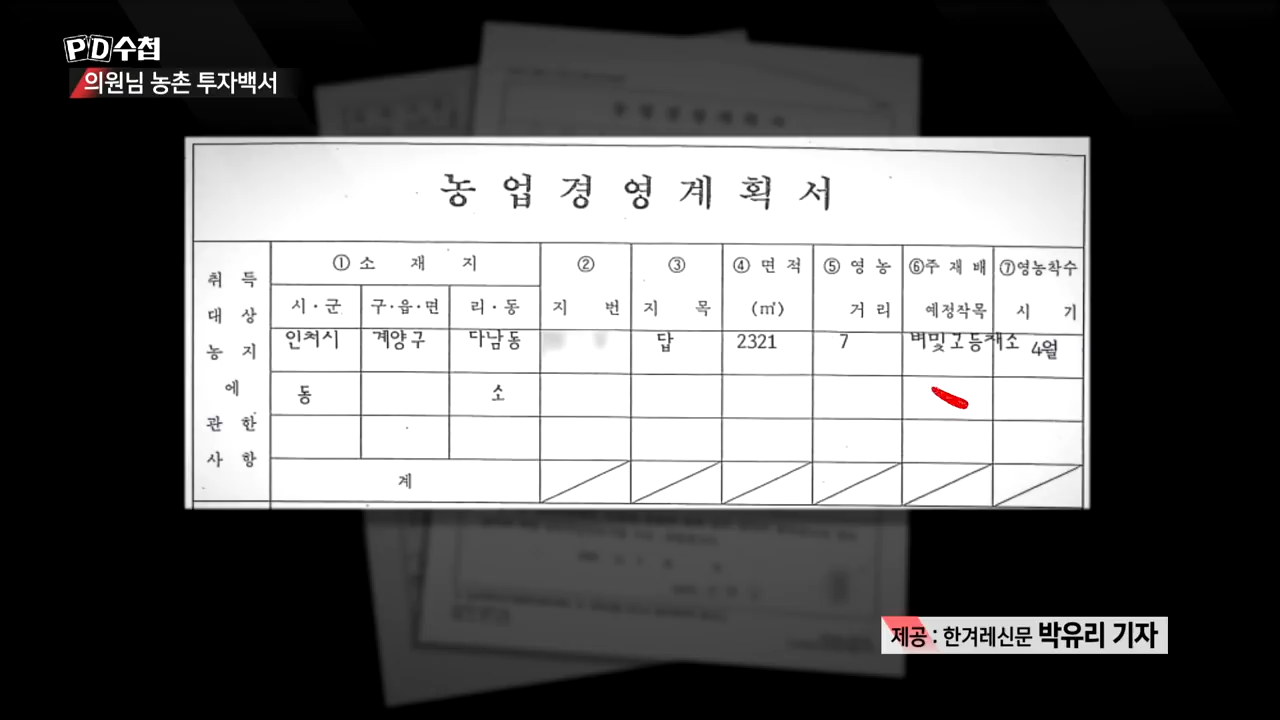 PD수첩
의원님 농촌 투자백서
농업경영계획서
취득대상농지에관한사항
①소재지 ② ③ ④면적 ⑤영농 ⑥주재배 ⑦영농착수
시·군 구·읍·면 리·동 지번 지목 (㎡) 거리 예정작목 시기
인천시 계양구 다남동 답 2321 7 벼및고등채소 4월
동 소
계
제공 : 한겨레신문 박유리 기자